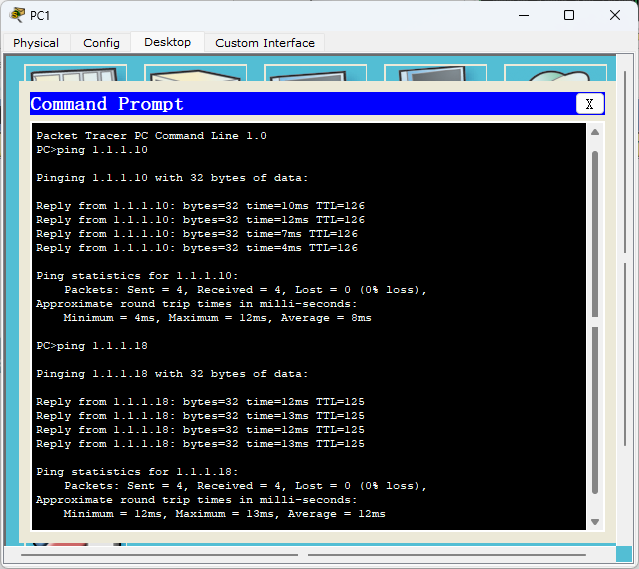 PC1
Physical Config Desktop Custom Interface
Command Prompt X
Packet Tracer PC Command Line 1.0
PC>ping 1.1.1.10
Pinging 1.1.1.10 with 32 bytes of data:
Reply from 1.1.1.10: bytes=32 time=10ms TTL=126
Reply from 1.1.1.10: bytes=32 time=12ms TTL=126
Reply from 1.1.1.10: bytes=32 time=7ms TTL=126
Reply from 1.1.1.10: bytes=32 time=4ms TTL=126
Ping statistics for 1.1.1.10:
    Packets: Sent = 4, Received = 4, Lost = 0 (0% loss),
Approximate round trip times in milli-seconds:
    Minimum = 4ms, Maximum = 12ms, Average = 8ms
PC>ping 1.1.1.18
Pinging 1.1.1.18 with 32 bytes of data:
Reply from 1.1.1.18: bytes=32 time=12ms TTL=125
Reply from 1.1.1.18: bytes=32 time=13ms TTL=125
Reply from 1.1.1.18: bytes=32 time=12ms TTL=125
Reply from 1.1.1.18: bytes=32 time=13ms TTL=125
Ping statistics for 1.1.1.18:
    Packets: Sent = 4, Received = 4, Lost = 0 (0% loss),
Approximate round trip times in milli-seconds:
    Minimum = 12ms, Maximum = 13ms, Average = 12ms